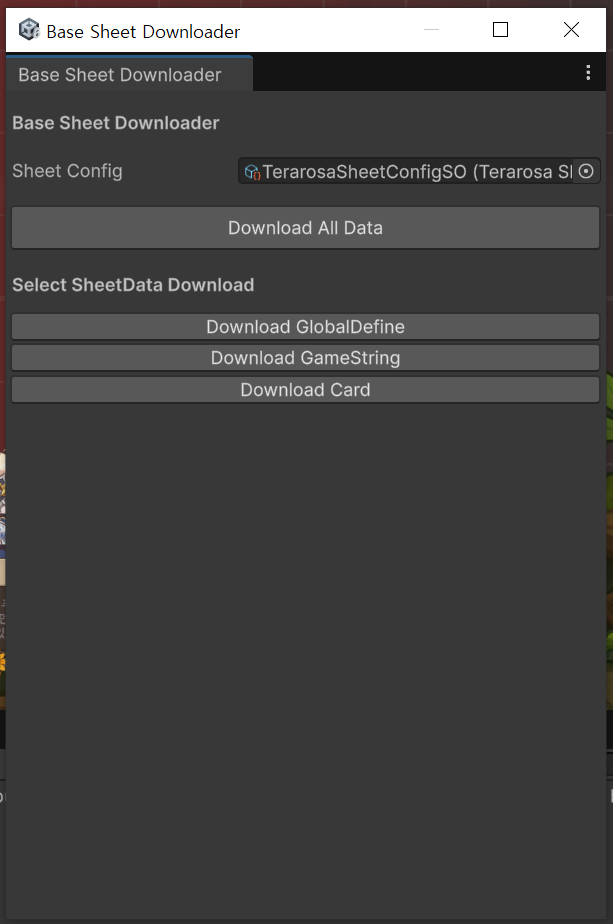 Base Sheet Downloader
Base Sheet Downloader
Base Sheet Downloader
Sheet Config
TerarosaSheetConfigSO (Terarosa S
Download All Data
Select SheetData Download
Download GlobalDefine
Download GameString
Download Card